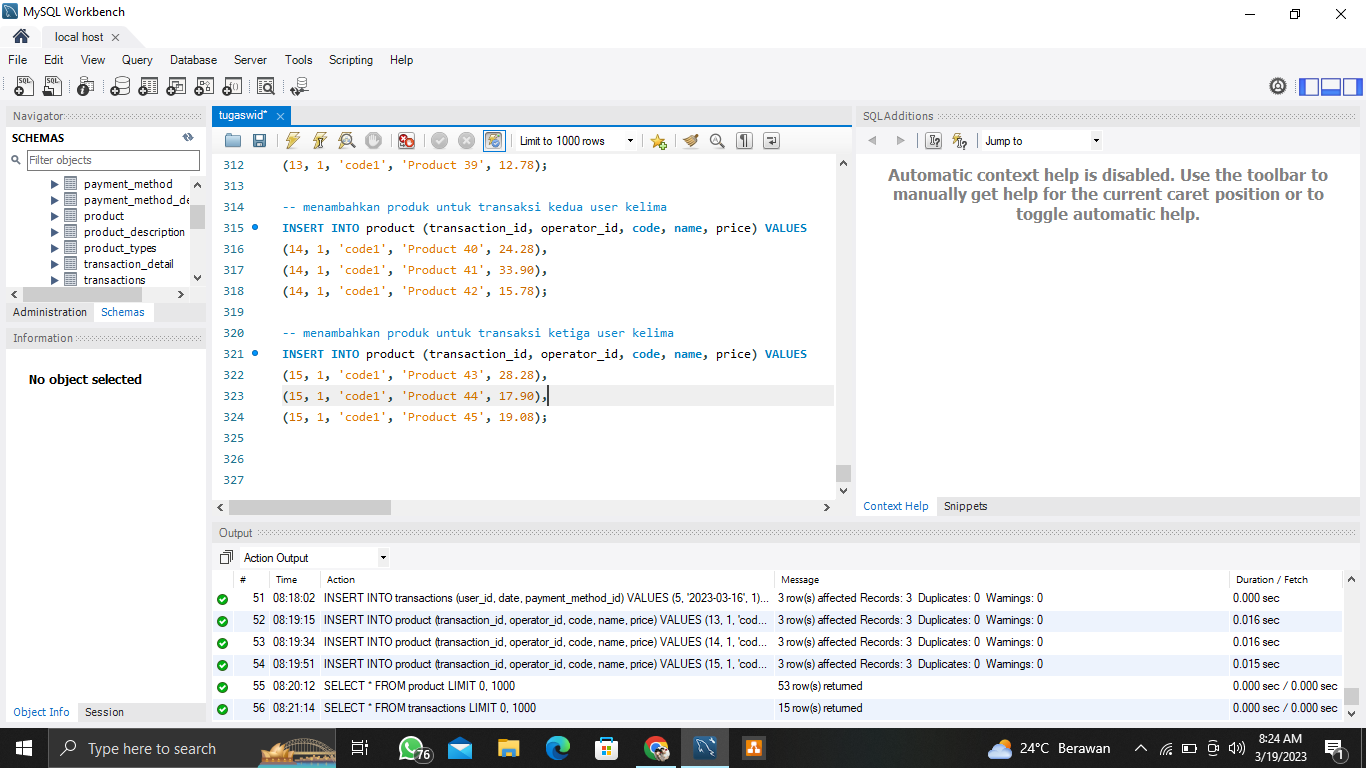 MySQL Workbench
local host
File Edit View Query Database Server Tools Scripting Help
Navigator
SCHEMAS
Filter objects
payment_method
payment_method_de
product
product_description
product_types
transaction_detail
transactions
Administration Schemas
Information
No object selected
Object Info Session
tugaswid*
Limit to 1000 rows
312 (13, 1, 'code1', 'Product 39', 12.78);
313
314 -- menambahkan produk untuk transaksi kedua user kelima
315 INSERT INTO product (transaction_id, operator_id, code, name, price) VALUES
316 (14, 1, 'code1', 'Product 40', 24.28),
317 (14, 1, 'code1', 'Product 41', 33.90),
318 (14, 1, 'code1', 'Product 42', 15.78);
319
320 -- menambahkan produk untuk transaksi ketiga user kelima
321 INSERT INTO product (transaction_id, operator_id, code, name, price) VALUES
322 (15, 1, 'code1', 'Product 43', 28.28),
323 (15, 1, 'code1', 'Product 44', 17.90),
324 (15, 1, 'code1', 'Product 45', 19.08);
325
326
327
SQLAdditions
Jump to
Automatic context help is disabled. Use the toolbar to
manually get help for the current caret position or to
toggle automatic help.
Context Help Snippets
Output
Action Output
# Time Action Message Duration / Fetch
51 08:18:02 INSERT INTO transactions (user_id, date, payment_method_id) VALUES (5, '2023-03-16', 1)... 3 row(s) affected Records: 3 Duplicates: 0 Warnings: 0 0.000 sec
52 08:19:15 INSERT INTO product (transaction_id, operator_id, code, name, price) VALUES (13, 1, 'cod... 3 row(s) affected Records: 3 Duplicates: 0 Warnings: 0 0.016 sec
53 08:19:34 INSERT INTO product (transaction_id, operator_id, code, name, price) VALUES (14, 1, 'cod... 3 row(s) affected Records: 3 Duplicates: 0 Warnings: 0 0.016 sec
54 08:19:51 INSERT INTO product (transaction_id, operator_id, code, name, price) VALUES (15, 1, 'cod... 3 row(s) affected Records: 3 Duplicates: 0 Warnings: 0 0.015 sec
55 08:20:12 SELECT * FROM product LIMIT 0, 1000 53 row(s) returned 0.000 sec / 0.000 sec
56 08:21:14 SELECT * FROM transactions LIMIT 0, 1000 15 row(s) returned 0.000 sec / 0.000 sec
Type here to search
76
24°C Berawan
8:24 AM
3/19/2023
1